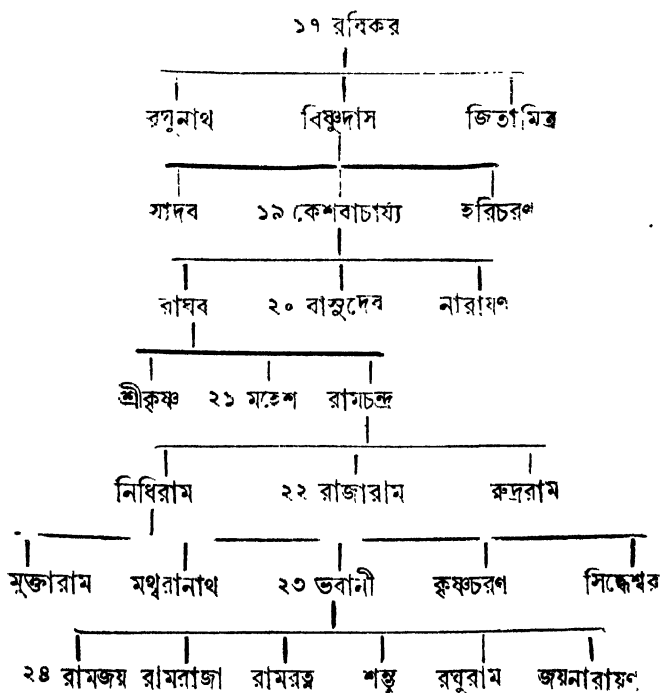 ১৭ রবিকর
রঘুনাথ বিষ্ণুদাস জিতামিত্র
যাদব ১৯ কেশবাচার্য্য হরিচরণ
রাঘব ২০ বাসুদেব নারায়ণ
শ্রীকৃষ্ণ ২১ মহেশ রামচন্দ্র
নিধিরাম ২২ রাজারাম রুদ্ররাম
মুক্তারাম মথুরানাথ ২৩ ভবানী কৃষ্ণচরণ সিদ্ধেশ্বর
২৪ রামজয় রামরাজা রামরত্ন শম্ভু রঘুরাম জয়নারায়ণ